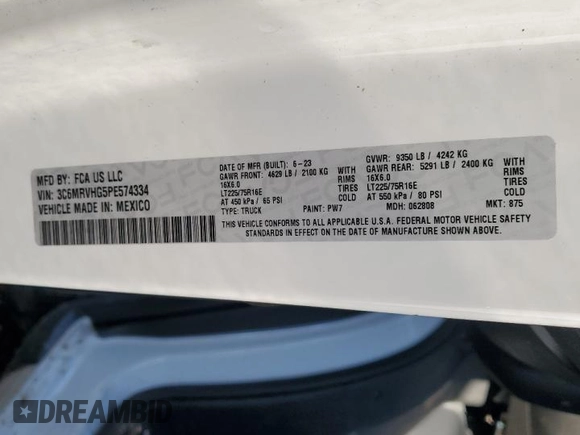 MFD BY: FCA US LLC
VIN: 3C6MRVHG5PE574334
VEHICLE MADE IN: MEXICO
DATE OF MFR (BUILT): 6-23
GAWR FRONT: 4629 LB / 2100 KG
16X6.0
LT225/75R16E
AT 450 kPa / 65 PSI
TYPE: TRUCK
WITH
TIRES
RIMS
COLD
PAINT: PW7
GVWR: 9350 LB / 4242 KG
GAWR REAR: 5291 LB / 2400 KG
16X6.0
LT225/75R16E
AT 550 kPa / 80 PSI
MDH: 062808
WITH
TIRES
RIMS
COLD
MKT: 875
THIS VEHICLE CONFORMS TO ALL APPLICABLE U.S.A. FEDERAL MOTOR VEHICLE SAFETY
STANDARDS IN EFFECT ON THE DATE OF MANUFACTURE SHOWN ABOVE.
DREAMBID